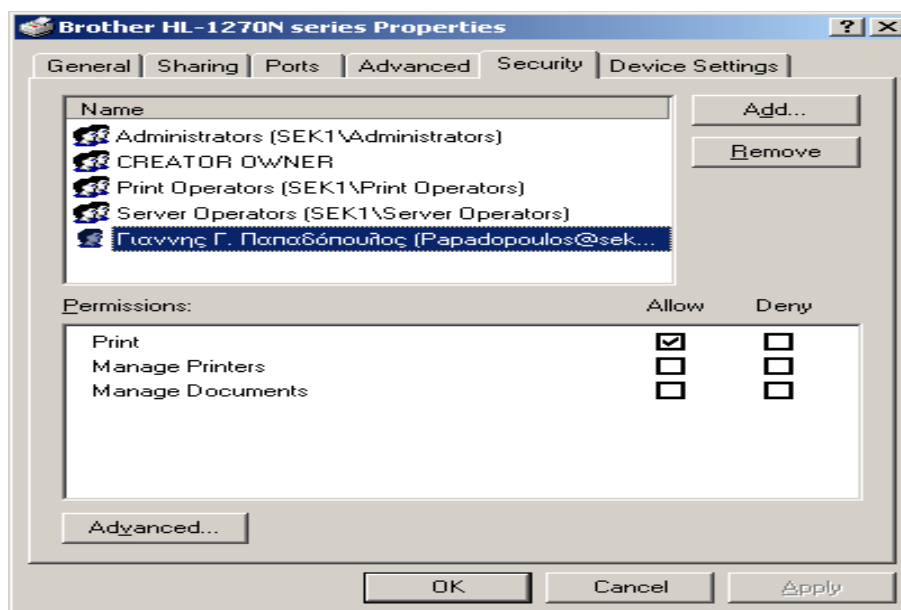 Brother HL-1270N series Properties
General Sharing Ports Advanced Security Device Settings
Name
Add...
Administrators (SEK1\Administrators)
CREATOR OWNER
Remove
Print Operators (SEK1\Print Operators)
Server Operators (SEK1\Server Operators)
Γιαννης Γ. Παπαδόπουλος (Papadopoulos@sek...
Permissions: Allow Deny
Print
Manage Printers
Manage Documents
Advanced...
OK Cancel Apply